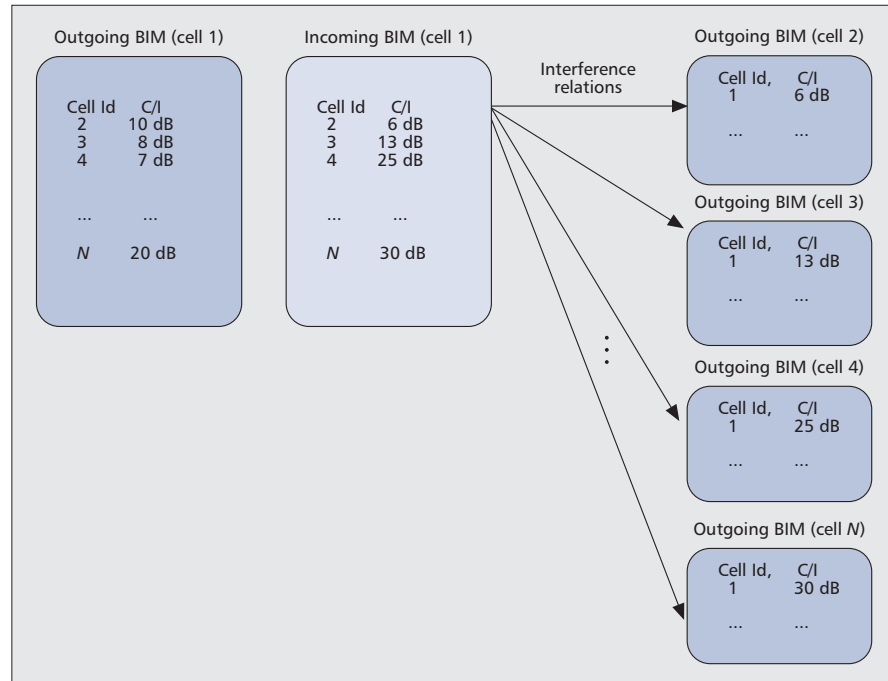 Outgoing BIM (cell 1)
Cell Id C/I
2 10 dB
3 8 dB
4 7 dB
... ...
N 20 dB
Incoming BIM (cell 1)
Cell Id C/I
2 6 dB
3 13 dB
4 25 dB
... ...
N 30 dB
Interference
relations
...
Outgoing BIM (cell 2)
Cell Id, C/I
1 6 dB
... ...
Outgoing BIM (cell 3)
Cell Id, C/I
1 13 dB
... ...
Outgoing BIM (cell 4)
Cell Id, C/I
1 25 dB
... ...
Outgoing BIM (cell N)
Cell Id, C/I
1 30 dB
... ...